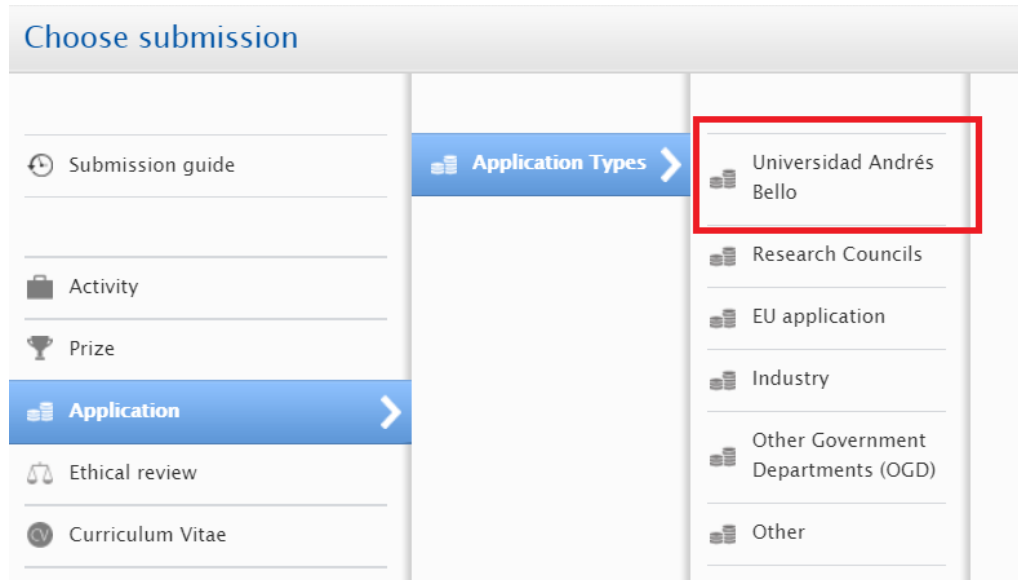 Choose submission
Submission guide
Activity
Prize
Application
Ethical review
Curriculum Vitae
Application Types
Universidad Andrés
Bello
Research Councils
EU application
Industry
Other Government
Departments (OGD)
Other